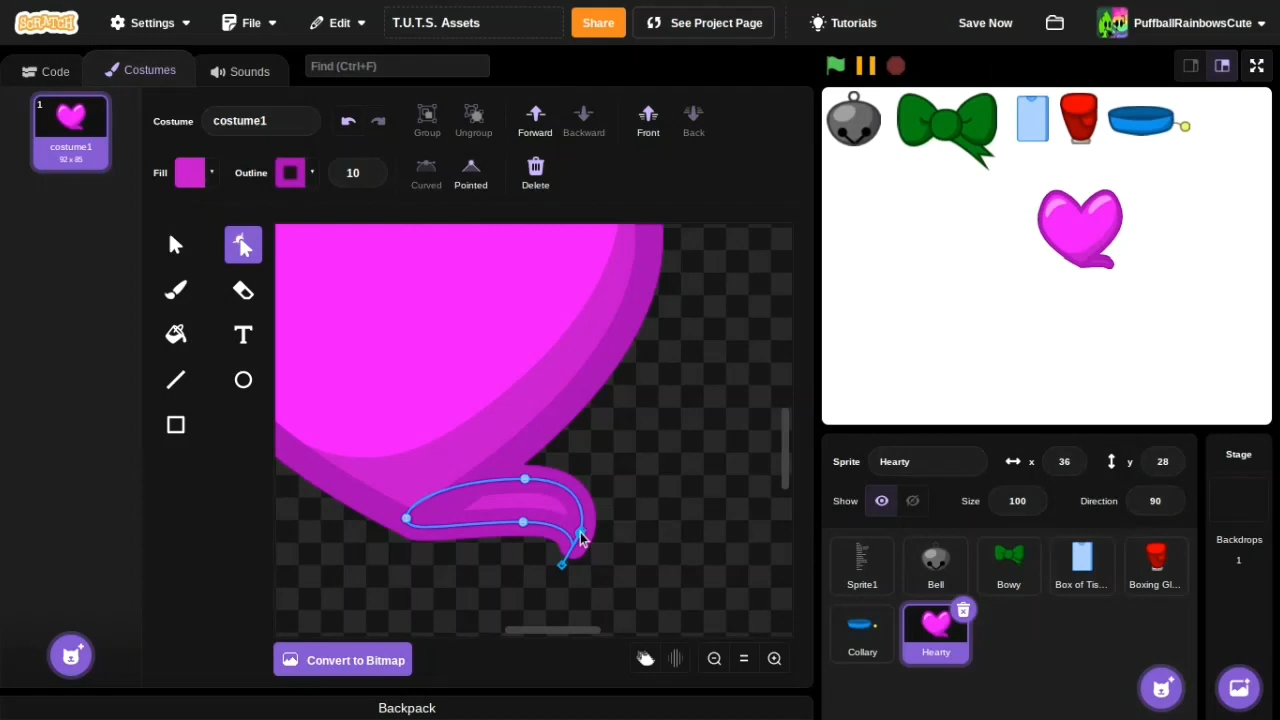 SCRATCH
Settings
File
Edit
T.U.T.S. Assets
Share
See Project Page
Tutorials
Save Now
PuffballRainbowsCute
Code
Costumes
Sounds
Find (Ctrl+F)
1
costume1
92 x 85
Costume
costume1
Group
Ungroup
Forward
Backward
Front
Back
Fill
Outline
10
Curved
Pointed
Delete
T
Convert to Bitmap
Backpack
Sprite
Hearty
x
36
y
28
Show
Size
100
Direction
90
Sprite1
Bell
Bowy
Box of Tis...
Boxing Gl...
Collary
Hearty
Stage
Backdrops
1